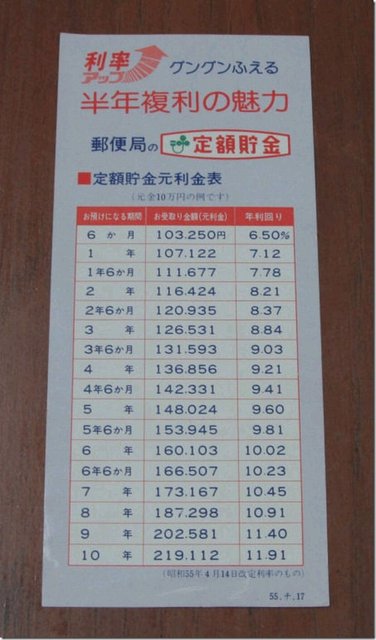 利率
アップ
グングンふえる
半年複利の魅力
郵便局の 定額貯金
■定額貯金元利金表
(元金10万円の例です)
お預けになる期間 お受取り金額(元利金) 年利回り
6か月 103.250円 6.50%
1年 107.122 7.12
1年6か月 111.677 7.78
2年 116.424 8.21
2年6か月 120.935 8.37
3年 126.531 8.84
3年6か月 131.593 9.03
4年 136.856 9.21
4年6か月 142.331 9.41
5年 148.024 9.60
5年6か月 153.945 9.81
6年 160.103 10.02
6年6か月 166.507 10.23
7年 173.167 10.45
8年 187.298 10.91
9年 202.581 11.40
10年 219.112 11.91
(昭和55年4月14日改定利率のもの)